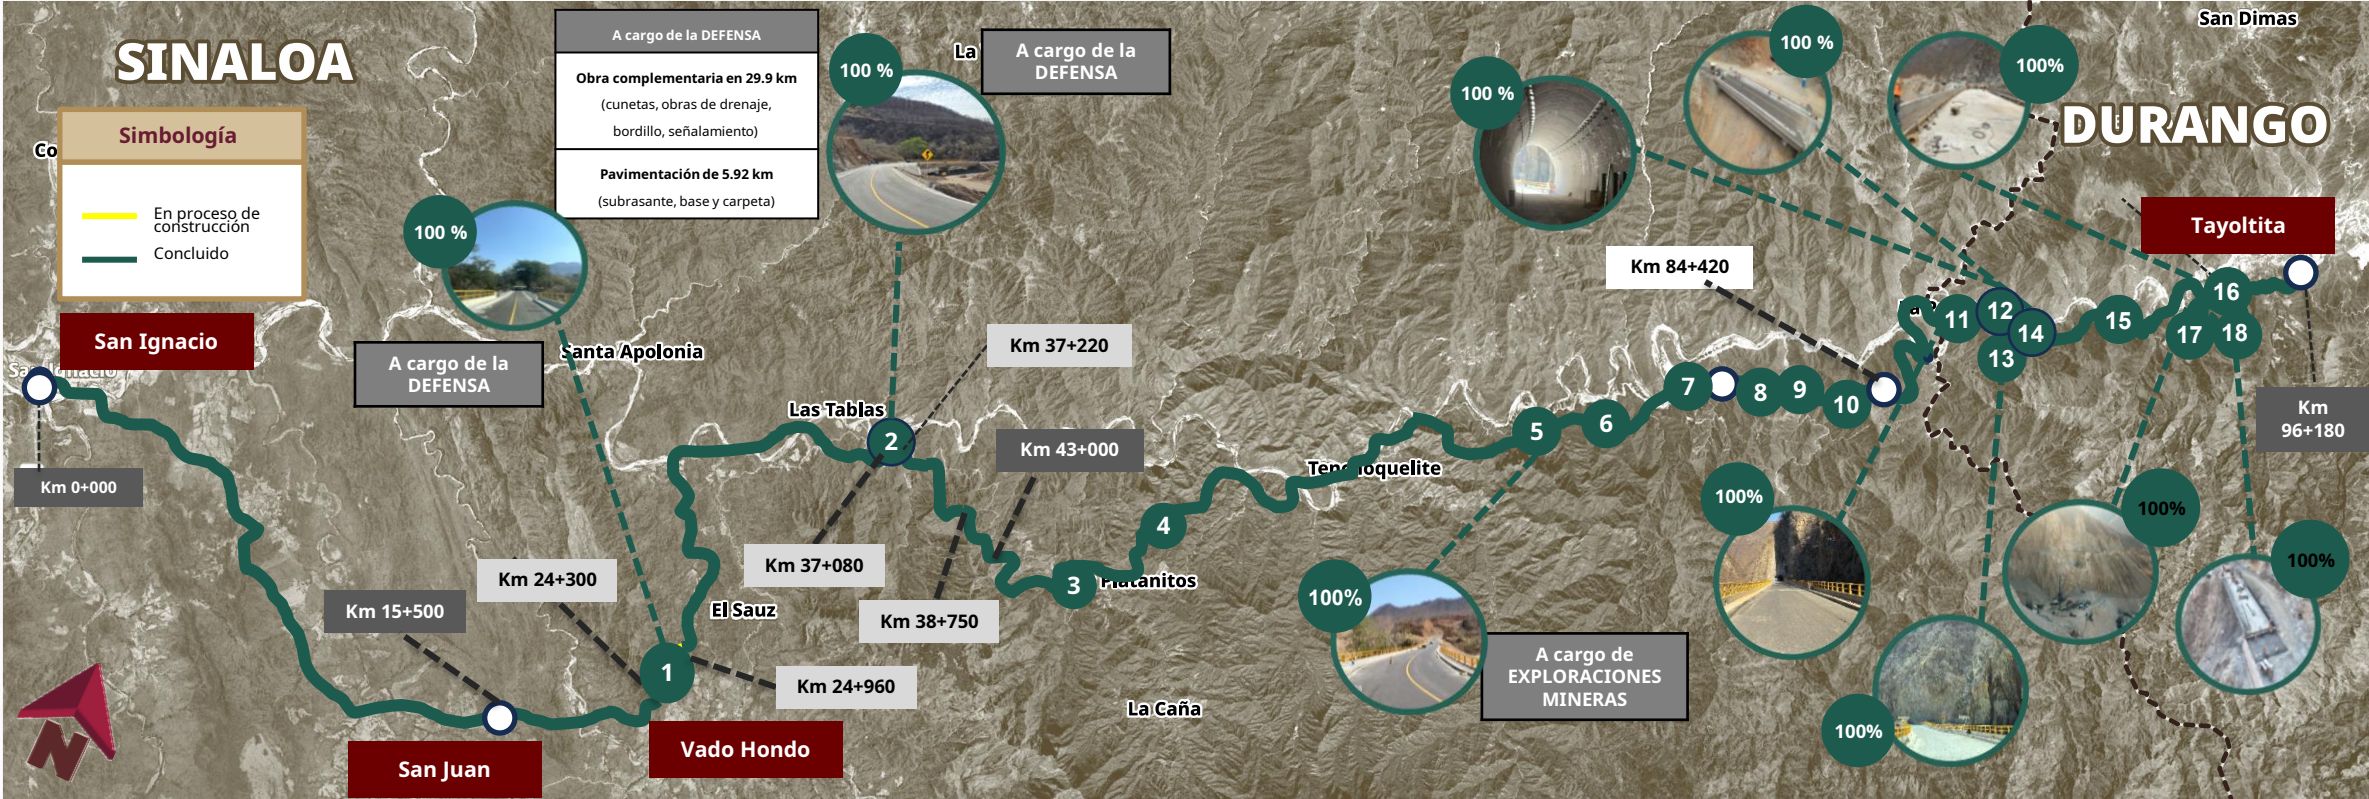 SINALOA
Simbología
En proceso de
construcción
Concluido
San Ignacio
Km 0+000
A cargo de la DEFENSA
Obra complementaria en 29.9 km
(cunetas, obras de drenaje,
bordillo, señalamiento)
Pavimentación de 5.92 km
(subrasante, base y carpeta)
100 %
100 %
La
A cargo de la
DEFENSA
A cargo de la
DEFENSA
Santa Apolonia
Las Tablas
Km 37+220
Km 43+000
Km 37+080
Km 38+750
Km 24+300
Km 15+500
El Sauz
Km 24+960
1
2
3
4
Platanitos
La Caña
San Juan
Vado Hondo
N
100 %
100 %
100%
San Dimas
DURANGO
Tayoltita
Km 84+420
Km
96+180
5
6
7
8
9
10
11
12
13
14
15
16
17
18
100%
A cargo de
EXPLORACIONES
MINERAS
100%
100%
100%
100%